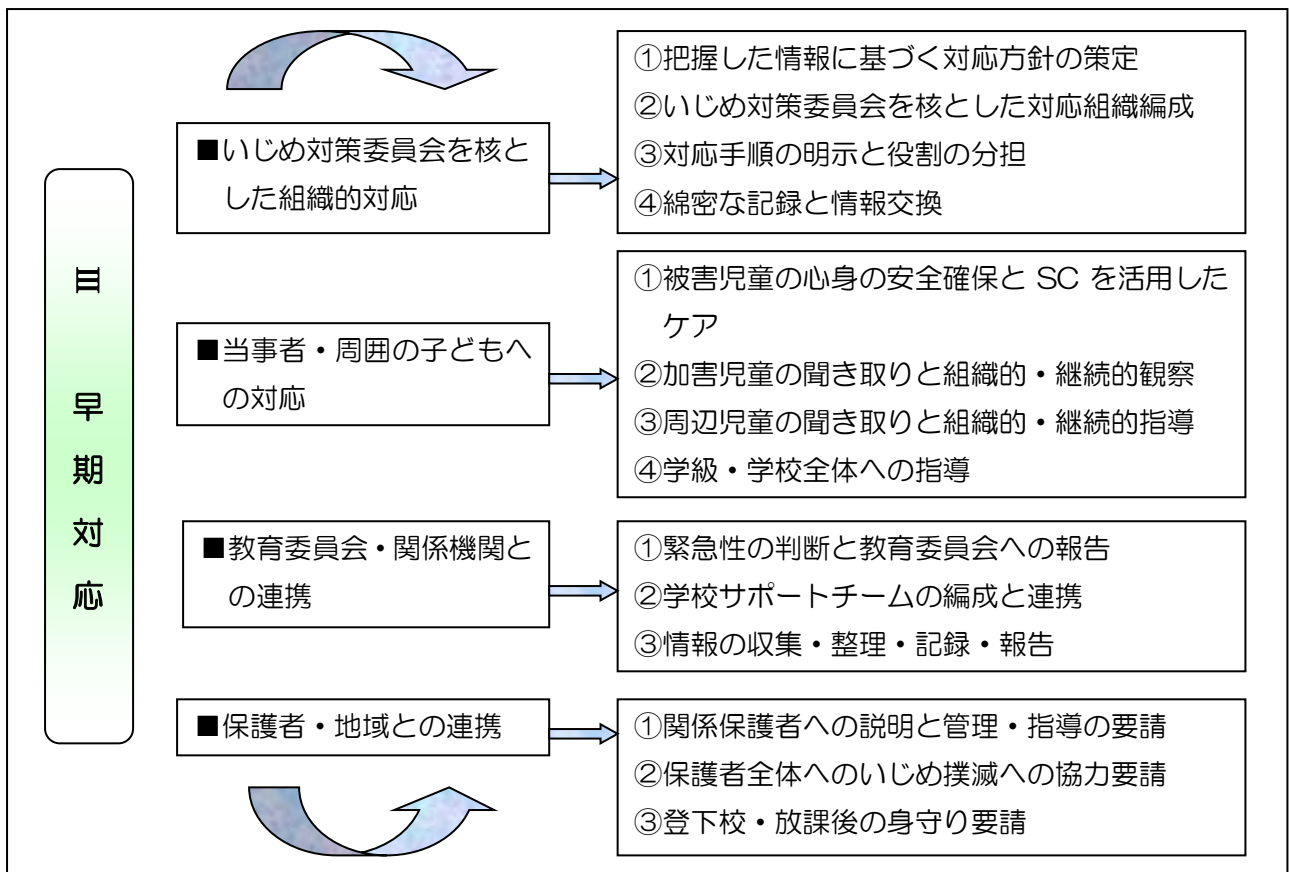 Ⅲ 早期対応
■いじめ対策委員会を核と
した組織的対応
①把握した情報に基づく対応方針の策定
②いじめ対策委員会を核とした対応組織編成
③対応手順の明示と役割の分担
④綿密な記録と情報交換
■当事者・周囲の子どもへ
の対応
①被害児童の心身の安全確保と SC を活用した
ケア
②加害児童の聞き取りと組織的・継続的観察
③周辺児童の聞き取りと組織的・継続的指導
④学級・学校全体への指導
■教育委員会・関係機関と
の連携
①緊急性の判断と教育委員会への報告
②学校サポートチームの編成と連携
③情報の収集・整理・記録・報告
■保護者・地域との連携
①関係保護者への説明と管理・指導の要請
②保護者全体へのいじめ撲滅への協力要請
③登下校・放課後の身守り要請